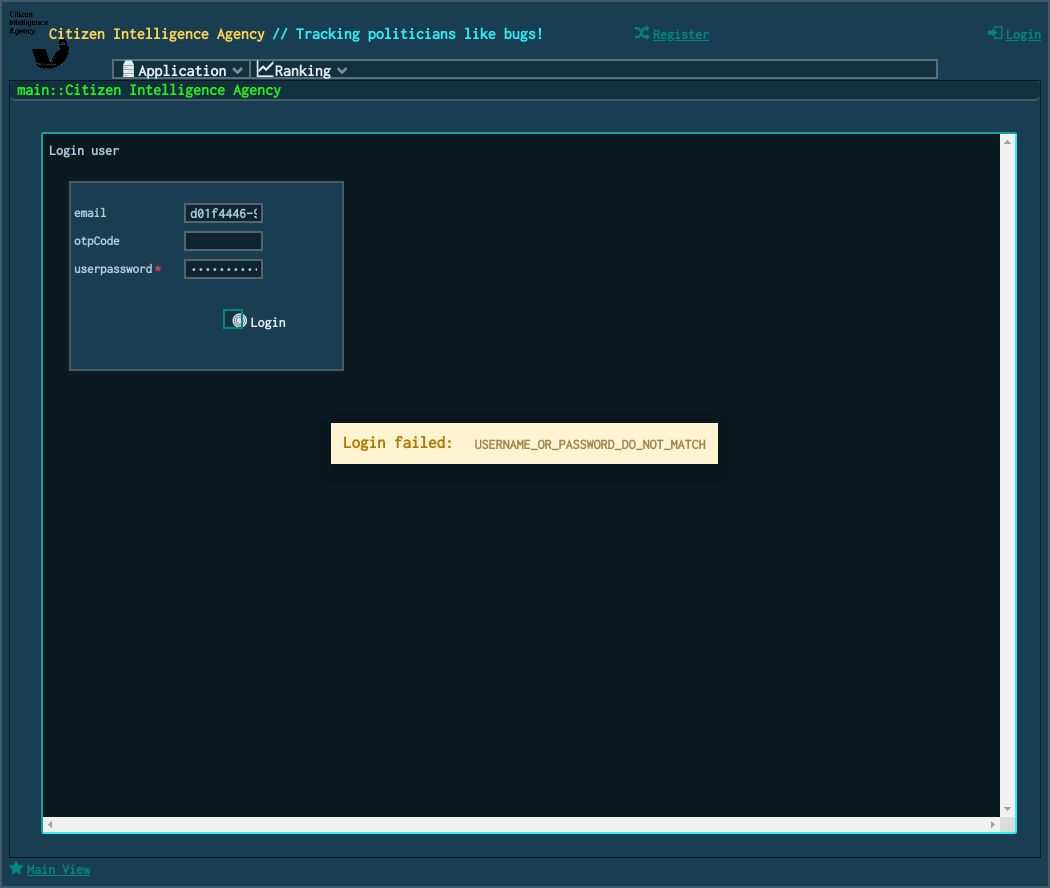 Citizen
Intelligence
Agency
Citizen Intelligence Agency // Tracking politicians like bugs!
Register
Login
Application
Ranking
main::Citizen Intelligence Agency
Login user
email d01f4446-9
otpCode
userpassword* ••••••••••
Login
Login failed: USERNAME_OR_PASSWORD_DO_NOT_MATCH
Main View